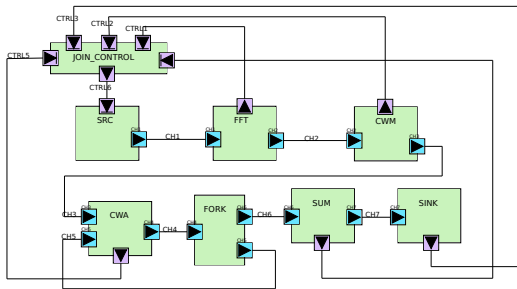 CTRL3
CTRL2
CTRL1
CTRL5
JOIN_CONTROL
CTRL6
SRC
FFT
CWM
CH1
CH2
CWA
FORK
SUM
SINK
CH3
CH4
CH6
CH7
CH5